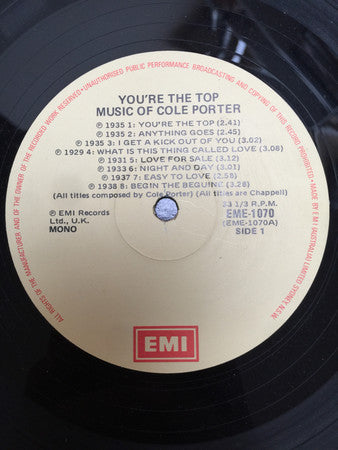 ALL RIGHTS OF THE MANUFACTURER AND OF THE OWNER OF THE RECORDED WORK RESERVED • UNAUTHORISED PUBLIC PERFORMANCE BROADCASTING AND COPYING OF THIS RECORD PROHIBITED • MADE BY EMI (AUSTRALIA) LIMITED SYDNEY NSW
YOU'RE THE TOP
MUSIC OF COLE PORTER
℗ 1935 1: YOU'RE THE TOP (2.41)
℗ 1935 2: ANYTHING GOES (2.45)
℗ 1935 3: I GET A KICK OUT OF YOU (3.02)
℗ 1929 4: WHAT IS THIS THING CALLED LOVE (3.08)
℗ 1931 5: LOVE FOR SALE (3.12)
℗ 1933 6: NIGHT AND DAY (3.01)
℗ 1937 7: EASY TO LOVE (2.58)
℗ 1938 8: BEGIN THE BEGUINE (3.28)
(All titles composed by Cole Porter) (All titles are Chappell)
33 1/3 R.P.M.
℗ EMI Records
Ltd., U.K.
MONO
EME-1070
(EME-1070A)
SIDE 1
EMI